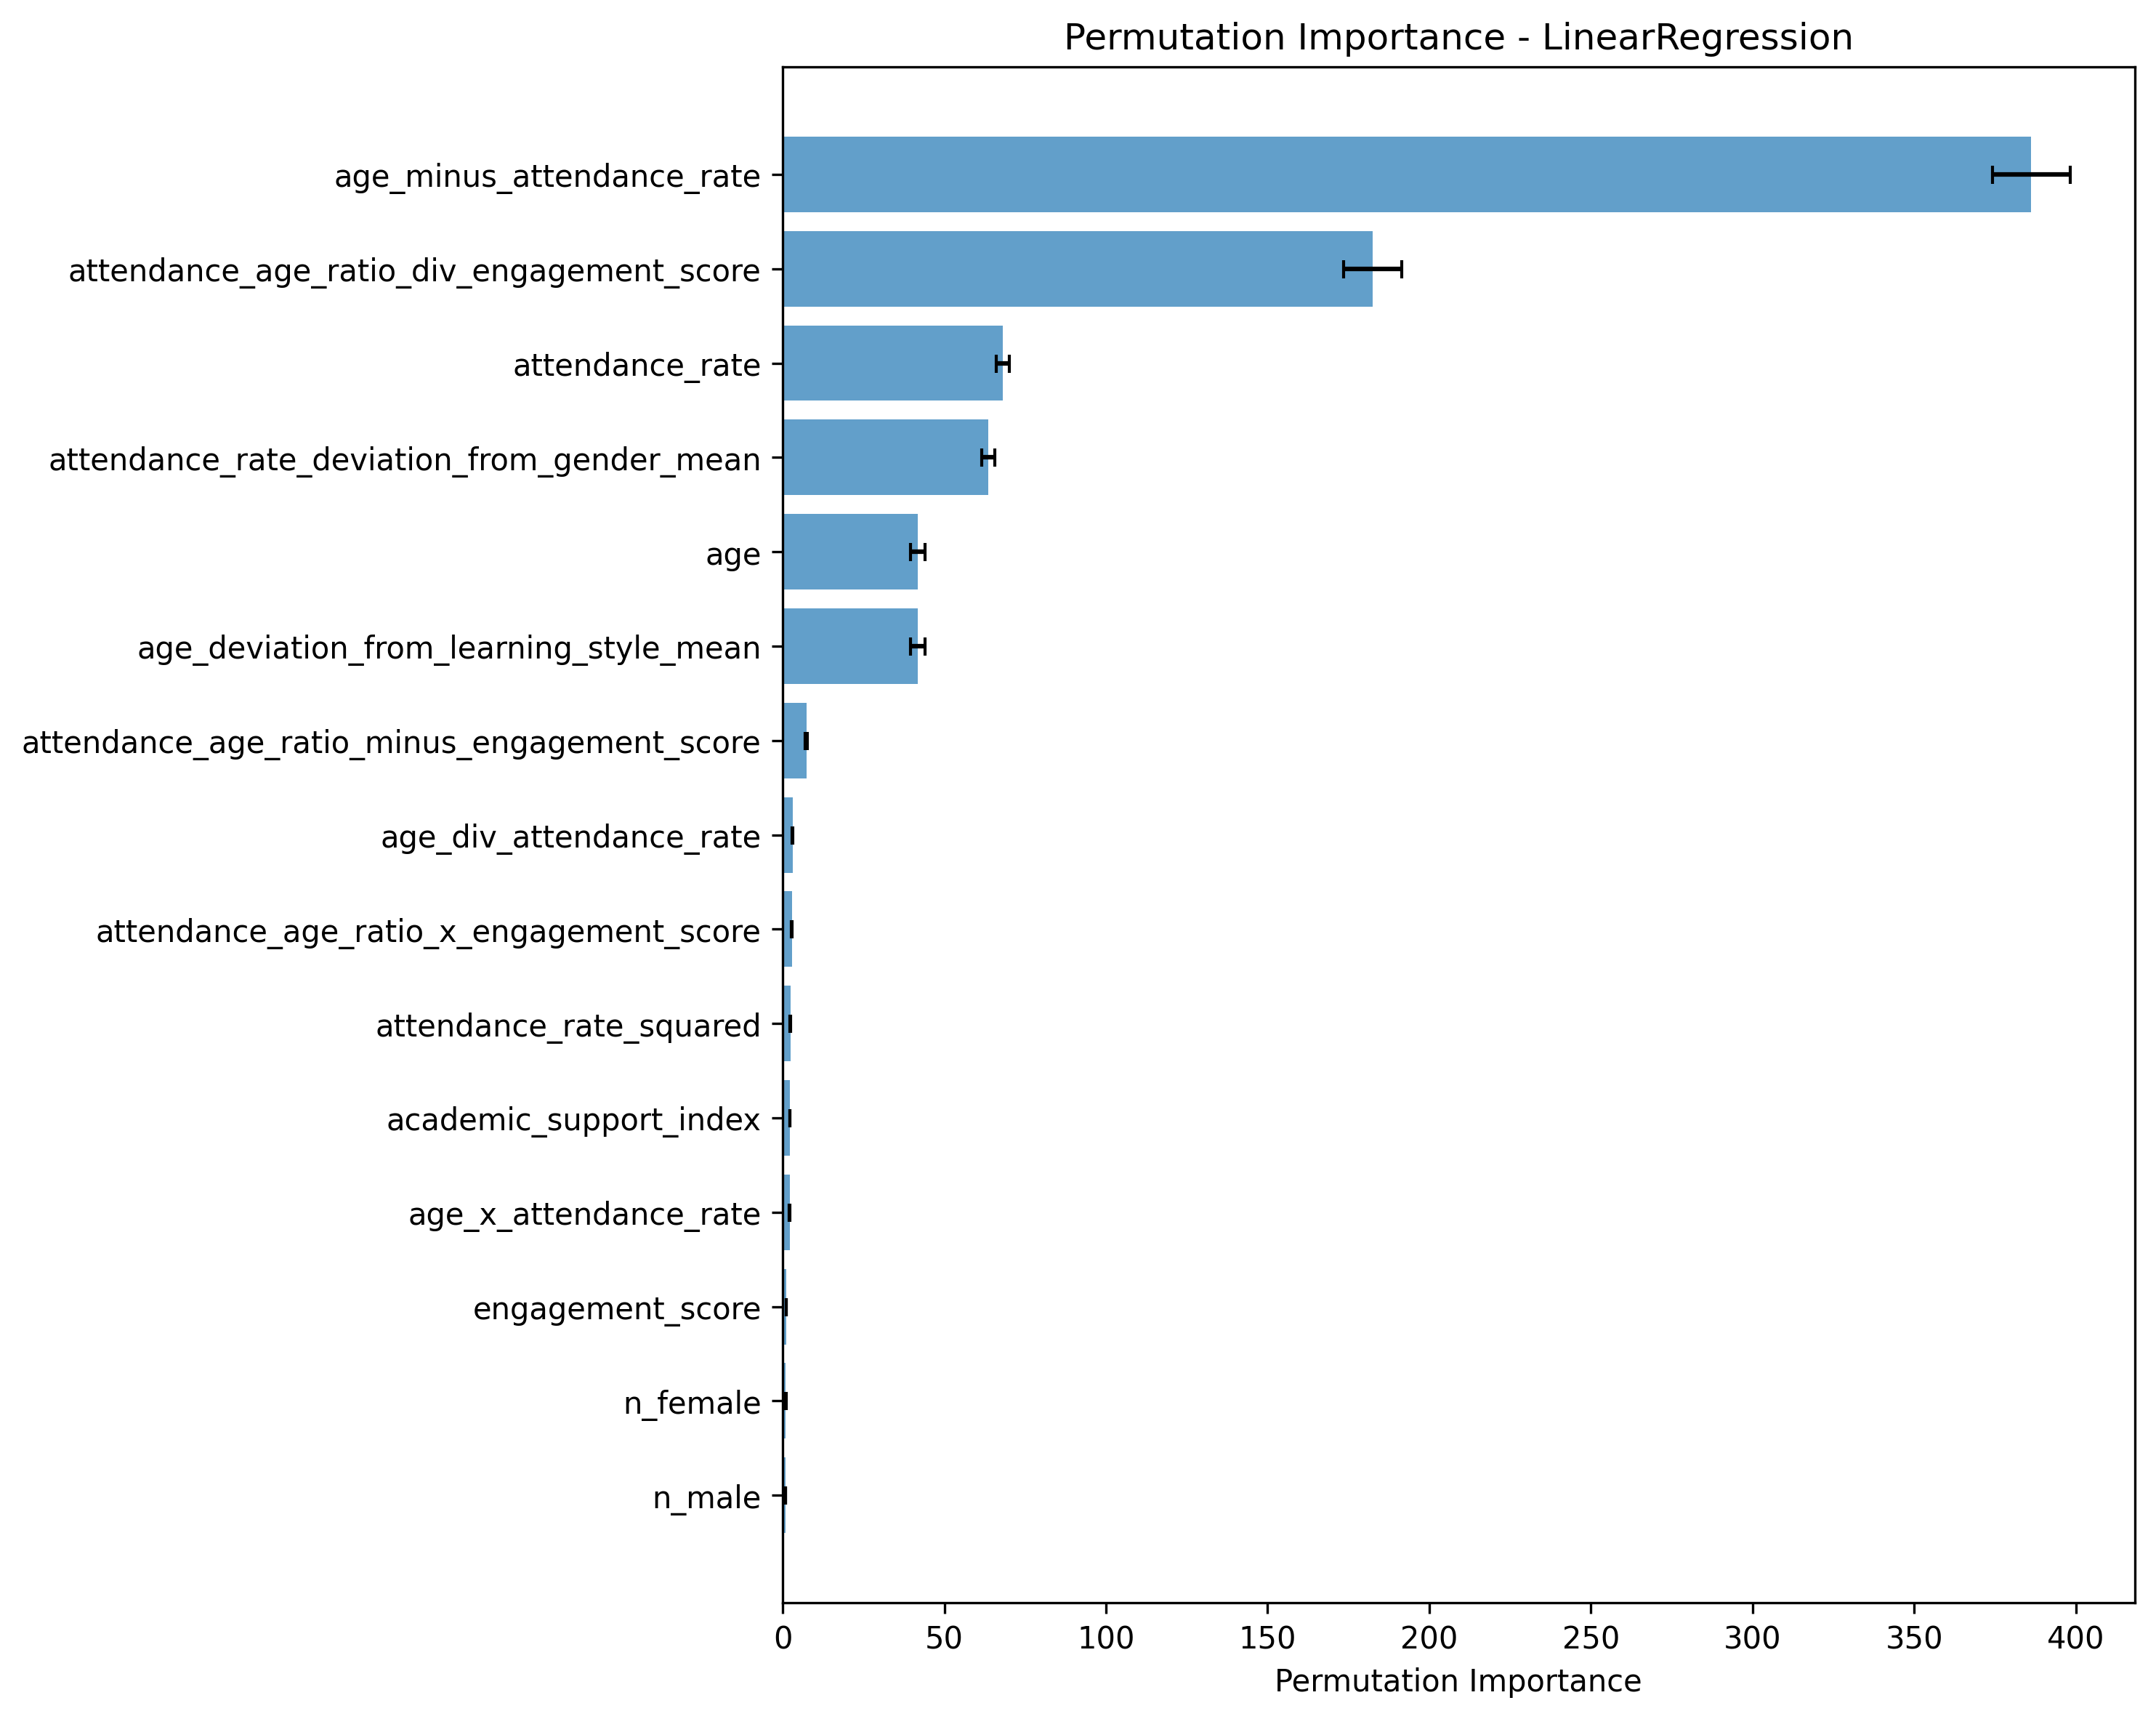 Permutation Importance - LinearRegression
age_minus_attendance_rate
attendance_age_ratio_div_engagement_score
attendance_rate
attendance_rate_deviation_from_gender_mean
age
age_deviation_from_learning_style_mean
attendance_age_ratio_minus_engagement_score
age_div_attendance_rate
attendance_age_ratio_x_engagement_score
attendance_rate_squared
academic_support_index
age_x_attendance_rate
engagement_score
n_female
n_male
0 50 100 150 200 250 300 350 400
Permutation Importance